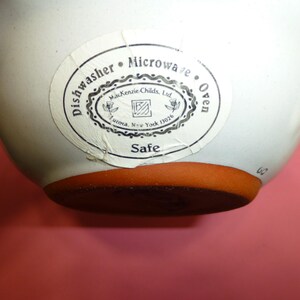 Dishwasher • Microwave • Oven
MacKenzie-Childs, Ltd.
Aurora, New York 13026
Safe